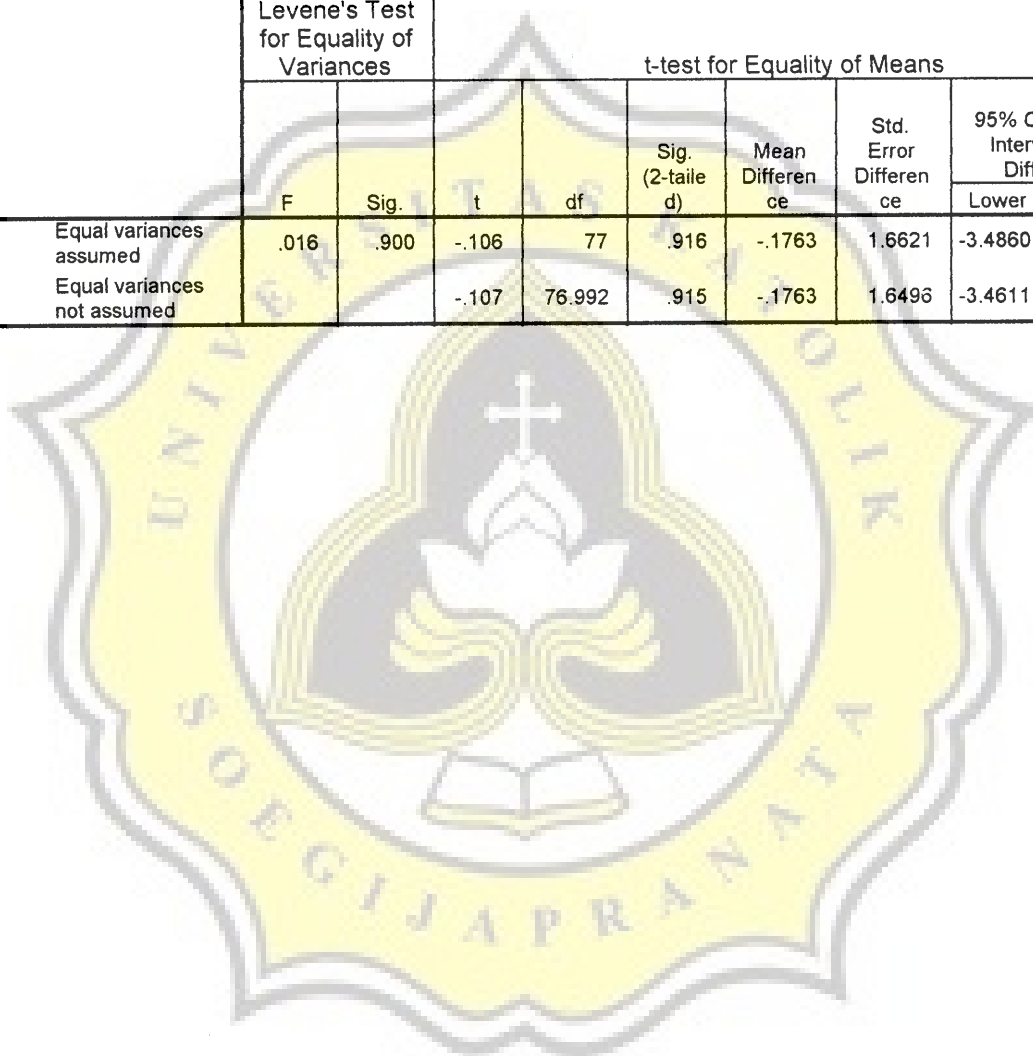 Levene's Test
for Equality of
Variances
t-test for Equality of Means
F
Sig.
t
df
Sig.
(2-taile
d)
Mean
Differen
ce
Std.
Error
Differen
ce
95%
Lower
Equal variances
assumed
.016 .900 -.106 77 .916 -.1763 1.6621 -3.4860
Equal variances
not assumed
-.107 76.992 .915 -.1763 1.6496 -3.4611
UNIVERSITAS KATOLIK
SOEGIJAPRANATA